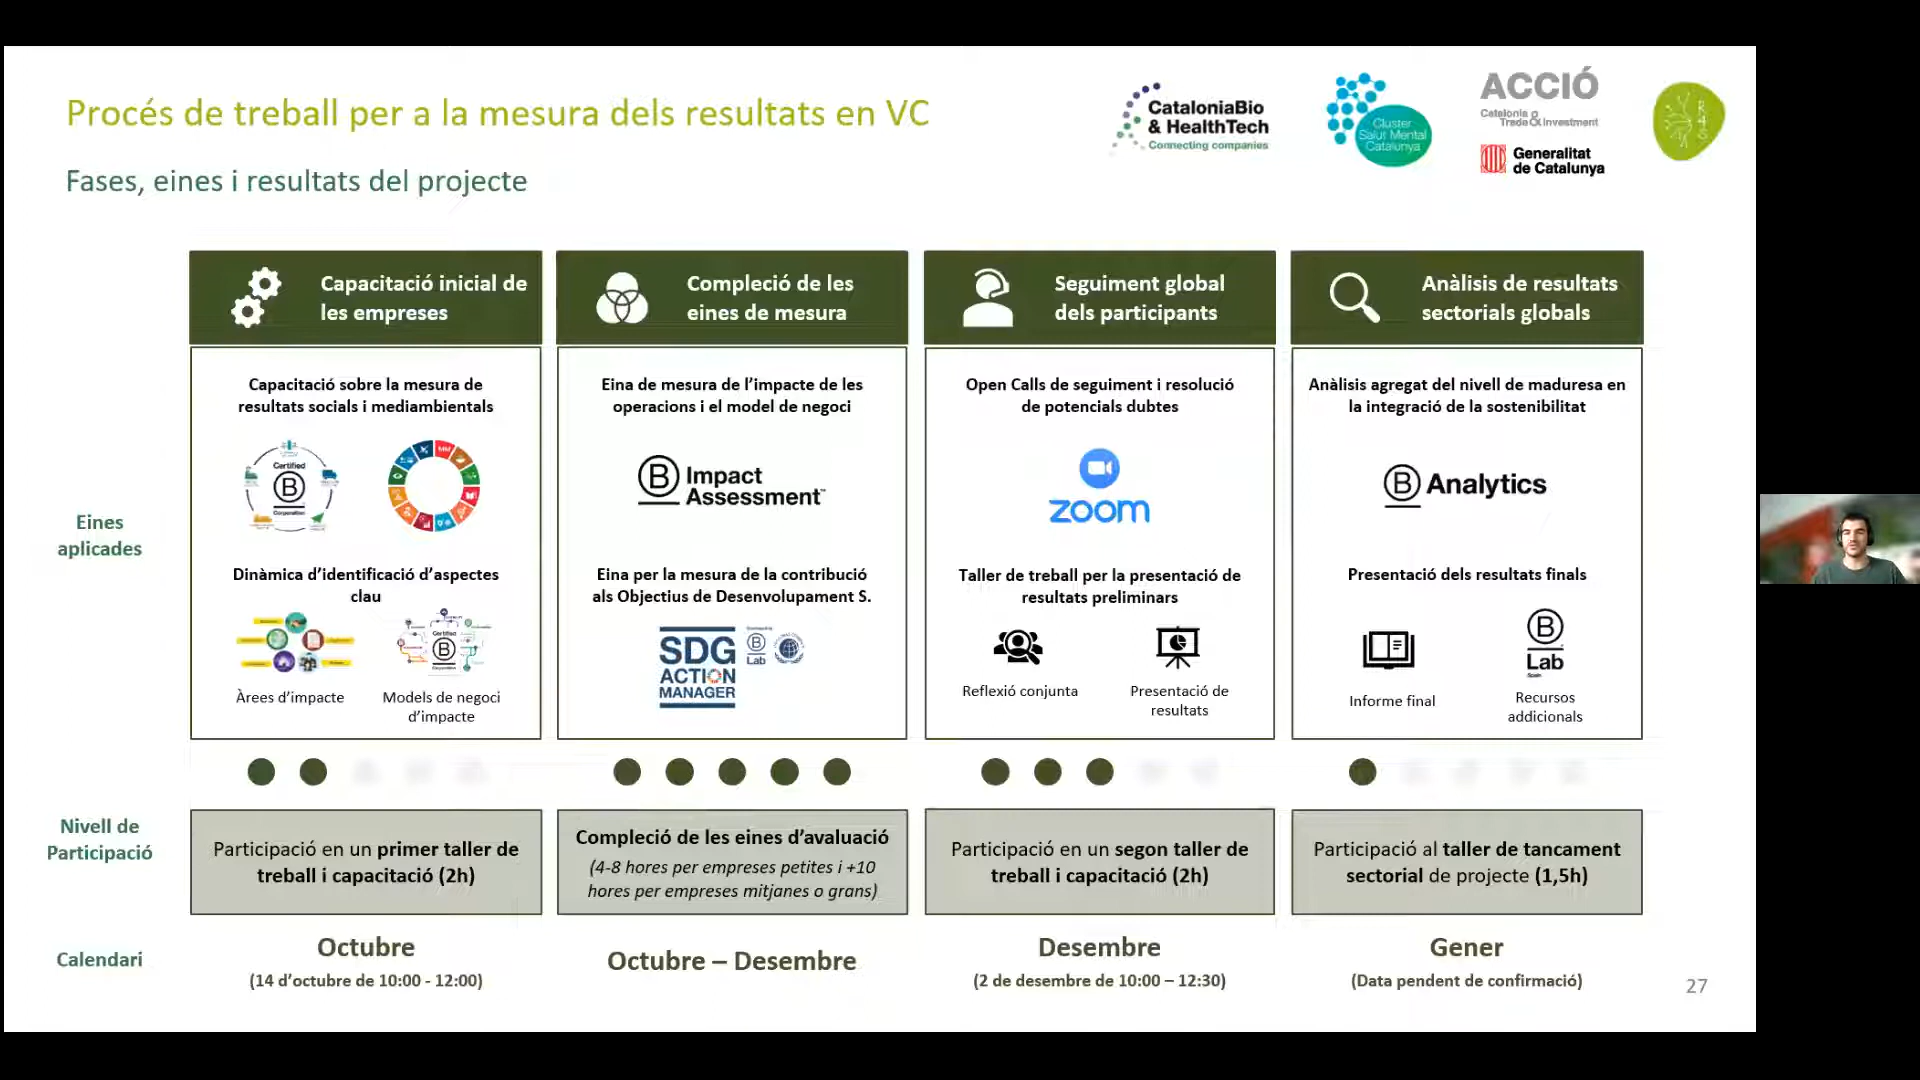 Procés de treball per a la mesura dels resultats en VC
Fases, eines i resultats del projecte
CataloniaBio
& HealthTech
Connecting companies
Cluster
Salut Mental
Catalunya
ACCIÓ
Catalonia
Trade & Investment
Generalitat
de Catalunya
R4S
Capacitació inicial de
les empreses
Compleció de les
eines de mesura
Seguiment global
dels participants
Anàlisis de resultats
sectorials globals
Eines
aplicades
Capacitació sobre la mesura de
resultats socials i mediambientals
Certified
B
Corporation
Dinàmica d'identificació d'aspectes
clau
Certified
B
Àrees d'impacte
Models de negoci
d'impacte
Eina de mesura de l'impacte de les
operacions i el model de negoci
B Impact
Assessment™
Eina per la mesura de la contribució
als Objectius de Desenvolupament S.
SDG
ACTION
MANAGER
B
Lab
Open Calls de seguiment i resolució
de potencials dubtes
zoom
Taller de treball per la presentació de
resultats preliminars
Reflexió conjunta
Presentació de
resultats
Anàlisis agregat del nivell de maduresa en
la integració de la sostenibilitat
B Analytics
Presentació dels resultats finals
B
Lab
Spain
Informe final
Recursos
addicionals
Nivell de
Participació
Participació en un primer taller de
treball i capacitació (2h)
Compleció de les eines d'avaluació
(4-8 hores per empreses petites i +10
hores per empreses mitjanes o grans)
Participació en un segon taller de
treball i capacitació (2h)
Participació al taller de tancament
sectorial de projecte (1,5h)
Calendari
Octubre
(14 d'octubre de 10:00 - 12:00)
Octubre – Desembre
Desembre
(2 de desembre de 10:00 – 12:30)
Gener
(Data pendent de confirmació)
27